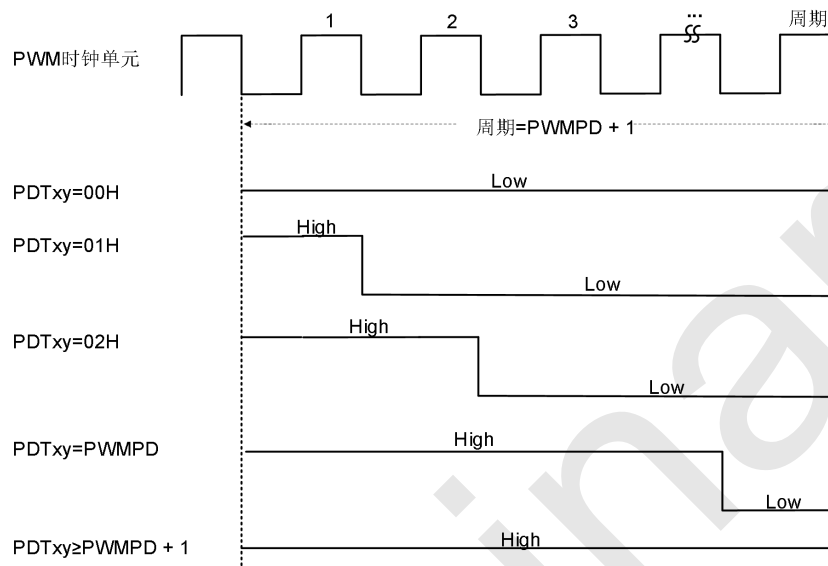 1 2 3 ... 周期
PWM时钟单元
周期=PWMPD + 1
PDTxy=00H Low
PDTxy=01H High Low
PDTxy=02H High Low
PDTxy=PWMPD High Low
PDTxy≥PWMPD + 1 High